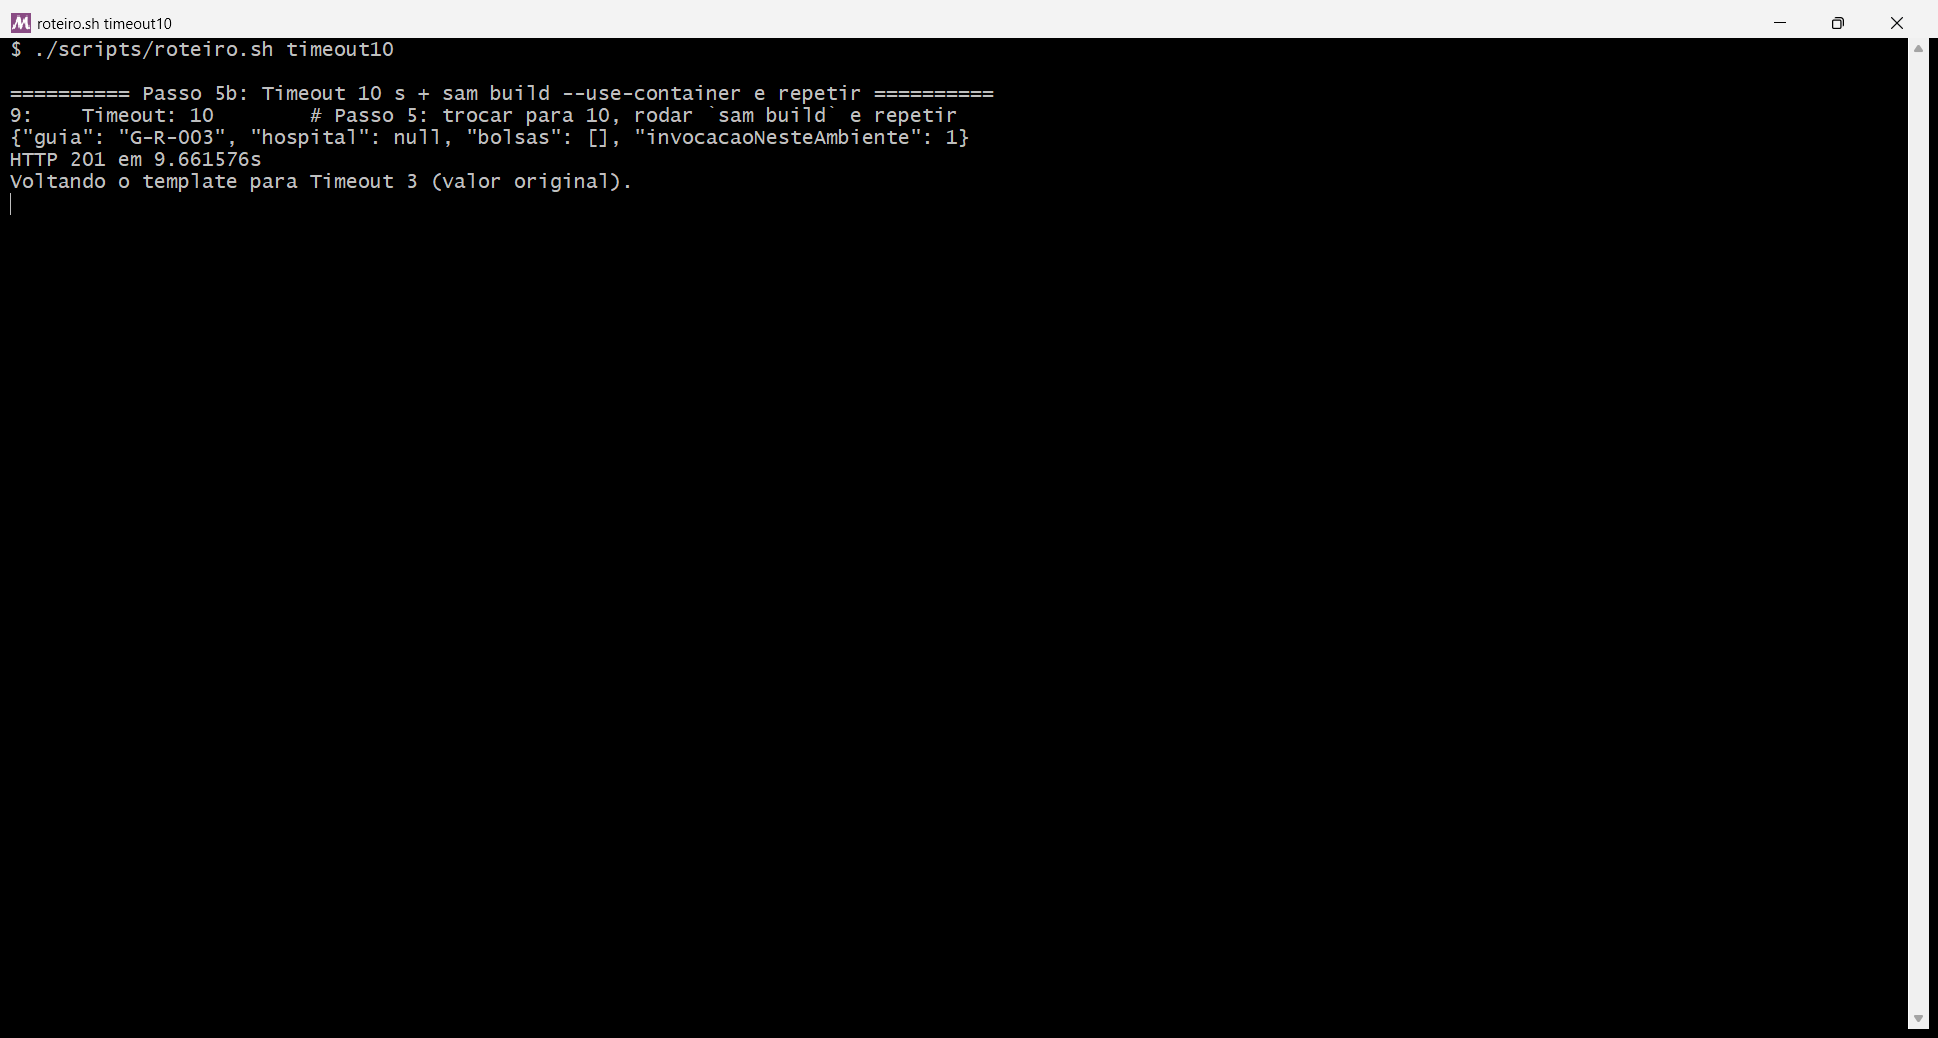 roteiro.sh timeout10
$ ./scripts/roteiro.sh timeout10
========== Passo 5b: Timeout 10 s + sam build --use-container e repetir ==========
9:    Timeout: 10        # Passo 5: trocar para 10, rodar `sam build` e repetir
{"guia": "G-R-003", "hospital": null, "bolsas": [], "invocacaoNesteAmbiente": 1}
HTTP 201 em 9.661576s
Voltando o template para Timeout 3 (valor original).